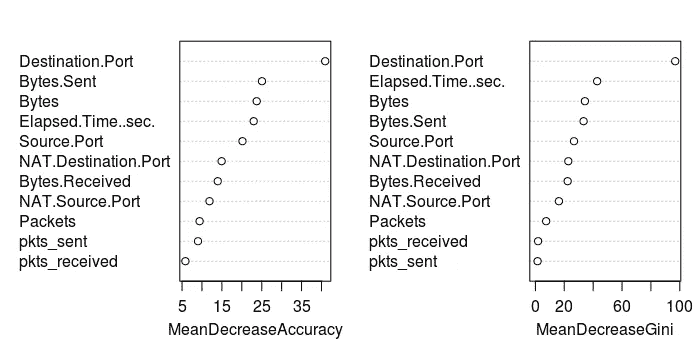 Destination.Port
Bytes.Sent
Bytes
Elapsed.Time..sec.
Source.Port
NAT.Destination.Port
Bytes.Received
NAT.Source.Port
Packets
pkts_sent
pkts_received
5 15 25 35
MeanDecreaseAccuracy
Destination.Port
Elapsed.Time..sec.
Bytes
Bytes.Sent
Source.Port
NAT.Destination.Port
Bytes.Received
NAT.Source.Port
Packets
pkts_received
pkts_sent
0 20 60 100
MeanDecreaseGini